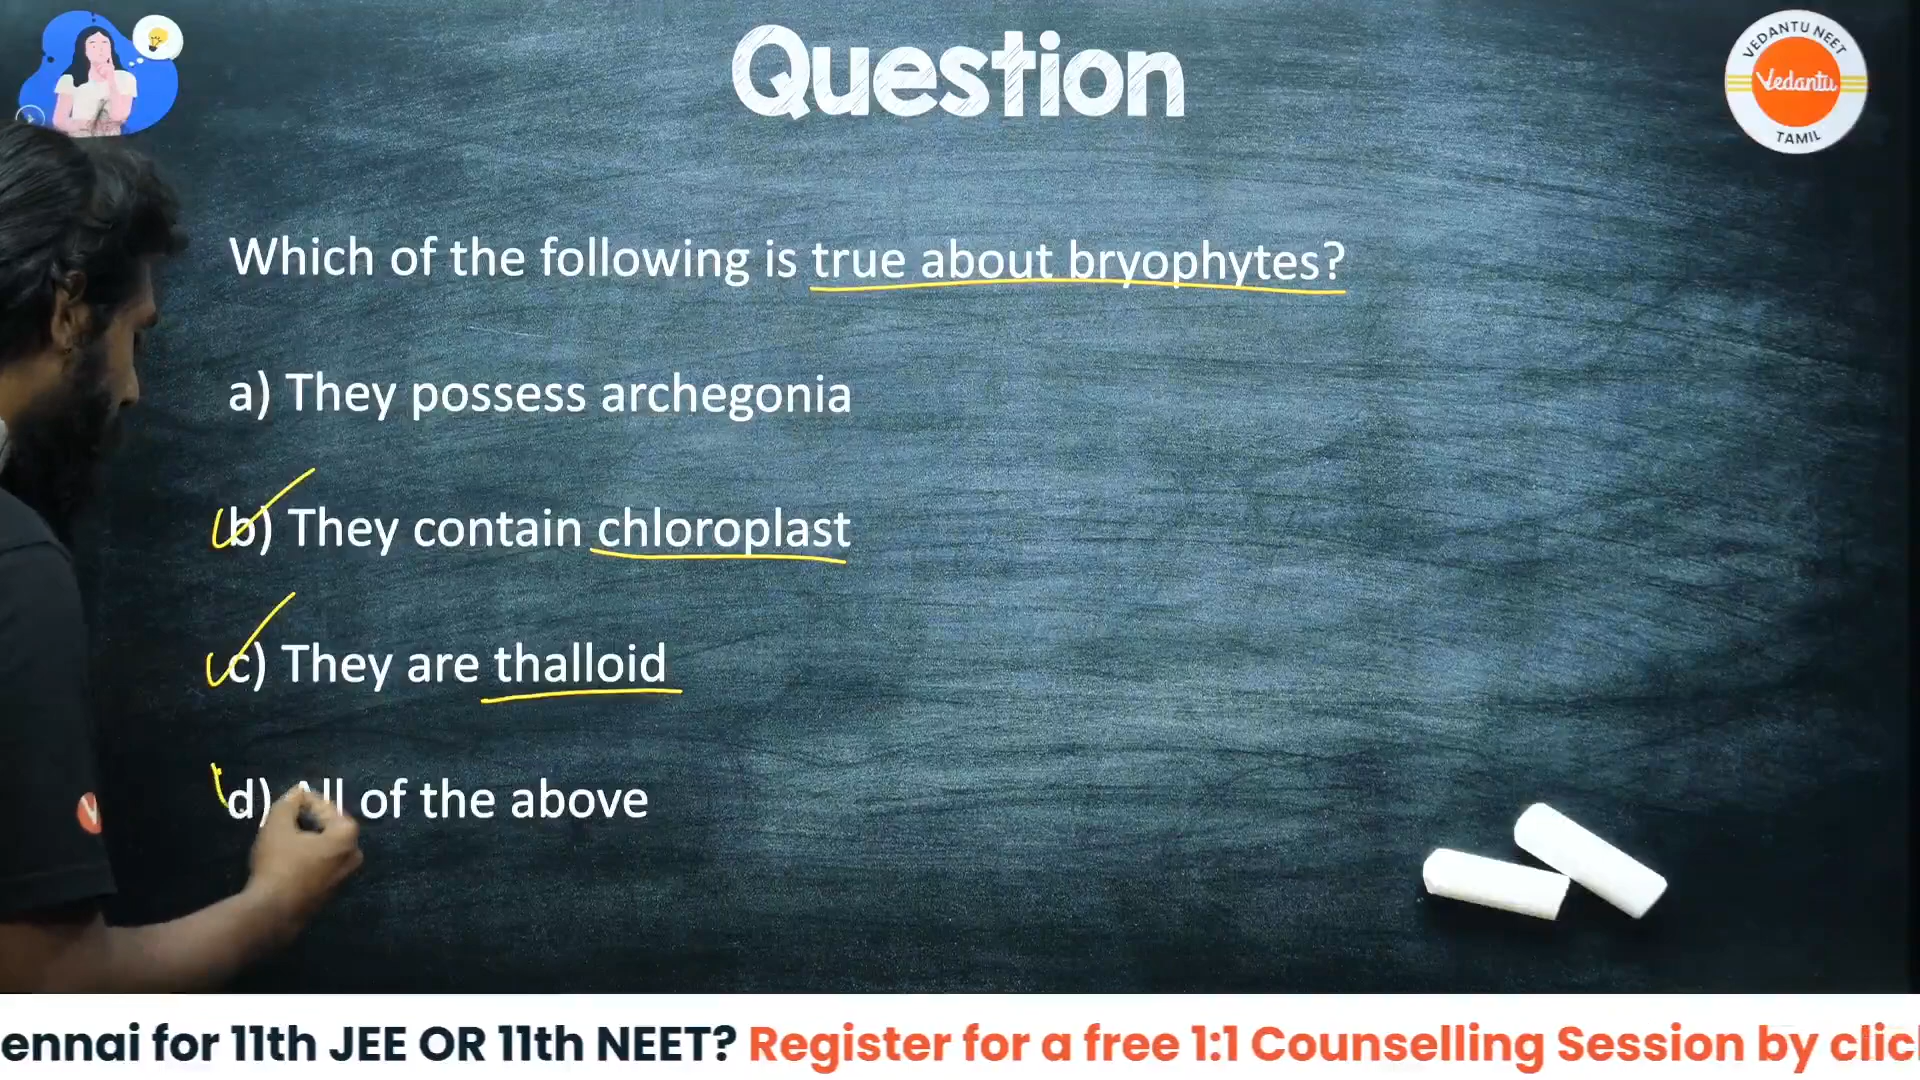 Question
VEDANTU NEET
Vedantu
TAMIL
Which of the following is true about bryophytes?
a) They possess archegonia
b) They contain chloroplast
c) They are thalloid
d) All of the above
ennai for 11th JEE OR 11th NEET? Register for a free 1:1 Counselling Session by clic